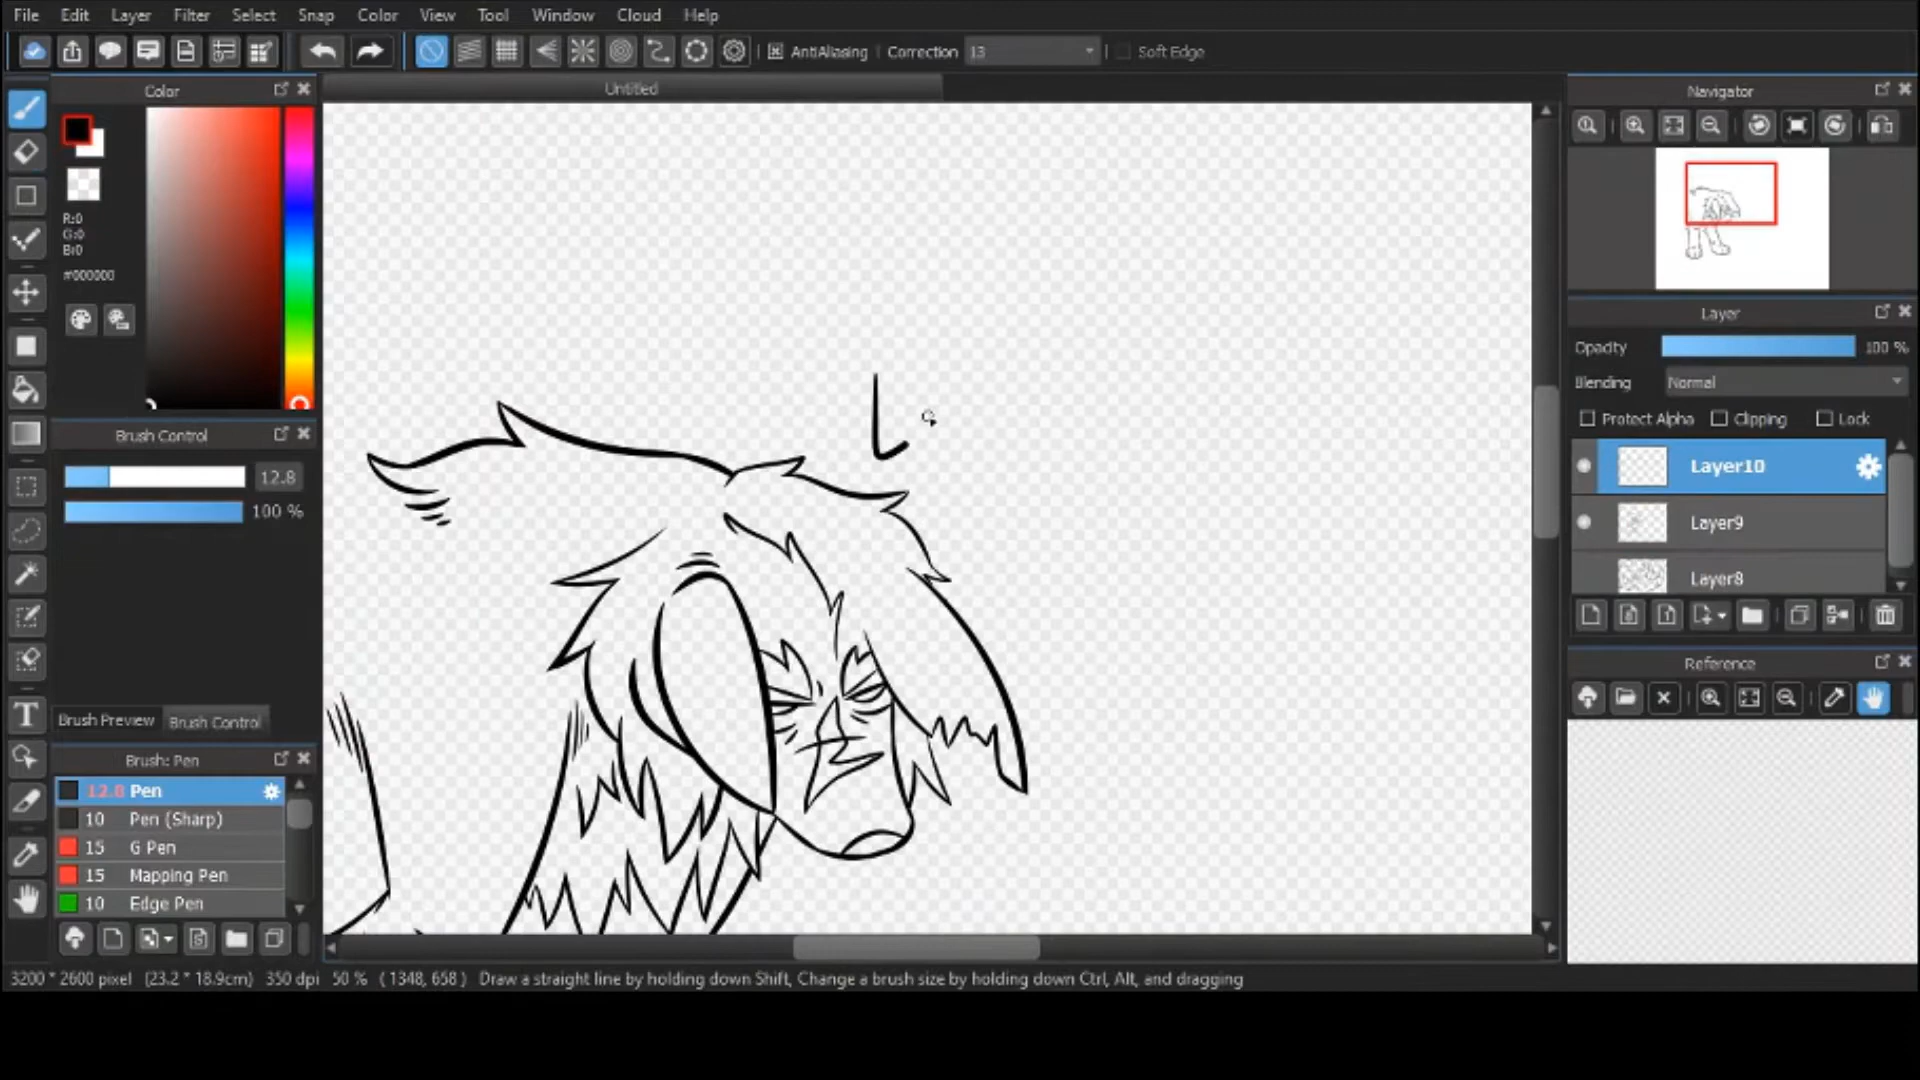 File Edit Layer Filter Select Snap Color View Tool Window Cloud Help
AntiAliasing Correction 13 Soft Edge
Color
R:0
G:0
B:0
#000000
Brush Control
12.8
100 %
Brush Preview Brush Control
Brush: Pen
12.8 Pen
10 Pen (Sharp)
15 G Pen
15 Mapping Pen
10 Edge Pen
Untitled
Navigator
Layer
Opacity 100 %
Blending Normal
Protect Alpha Clipping Lock
Layer10
Layer9
Layer8
Reference
3200 * 2600 pixel (23.2 * 18.9cm) 350 dpi 50 % ( 1348, 658 ) Draw a straight line by holding down Shift, Change a brush size by holding down Ctrl, Alt, and dragging